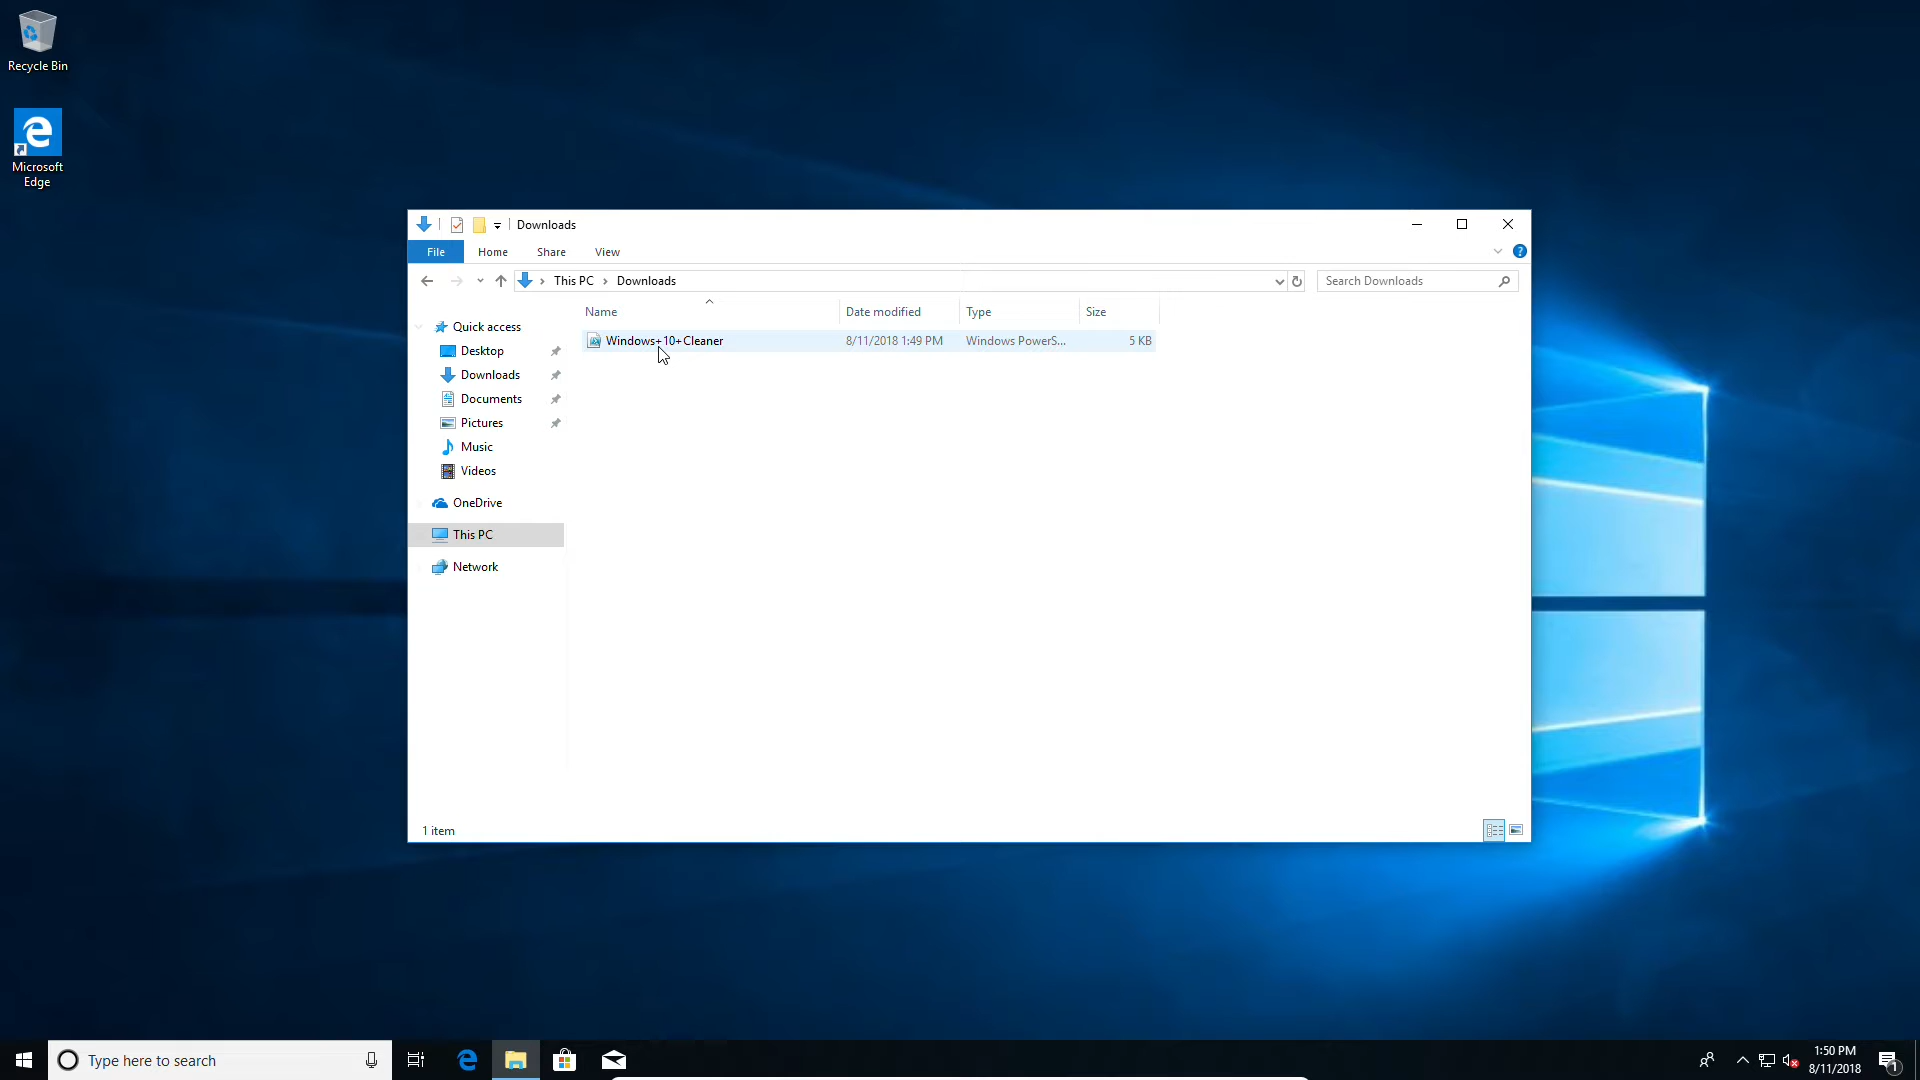 Recycle Bin
Microsoft
Edge
Downloads
File Home Share View
This PC Downloads
Search Downloads
Name Date modified Type Size
Windows+10+Cleaner 8/11/2018 1:49 PM Windows PowerS... 5 KB
Quick access
Desktop
Downloads
Documents
Pictures
Music
Videos
OneDrive
This PC
Network
1 item
Type here to search
1:50 PM
8/11/2018
1